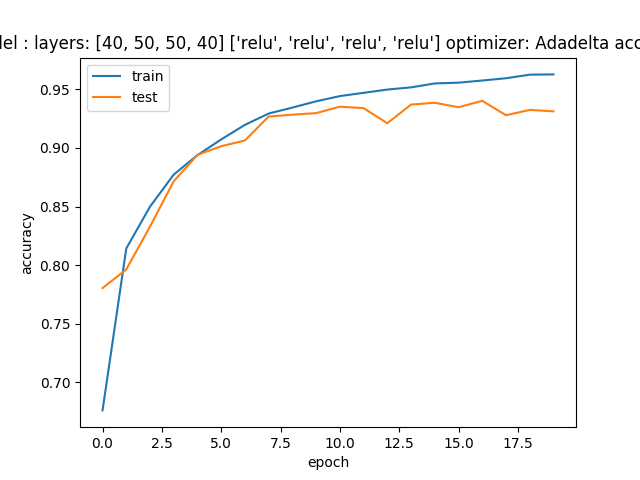 del : layers: [40, 50, 50, 40] ['relu', 'relu', 'relu', 'relu'] optimizer: Adadelta acc
train
test
accuracy
0.95
0.90
0.85
0.80
0.75
0.70
0.0 2.5 5.0 7.5 10.0 12.5 15.0 17.5
epoch